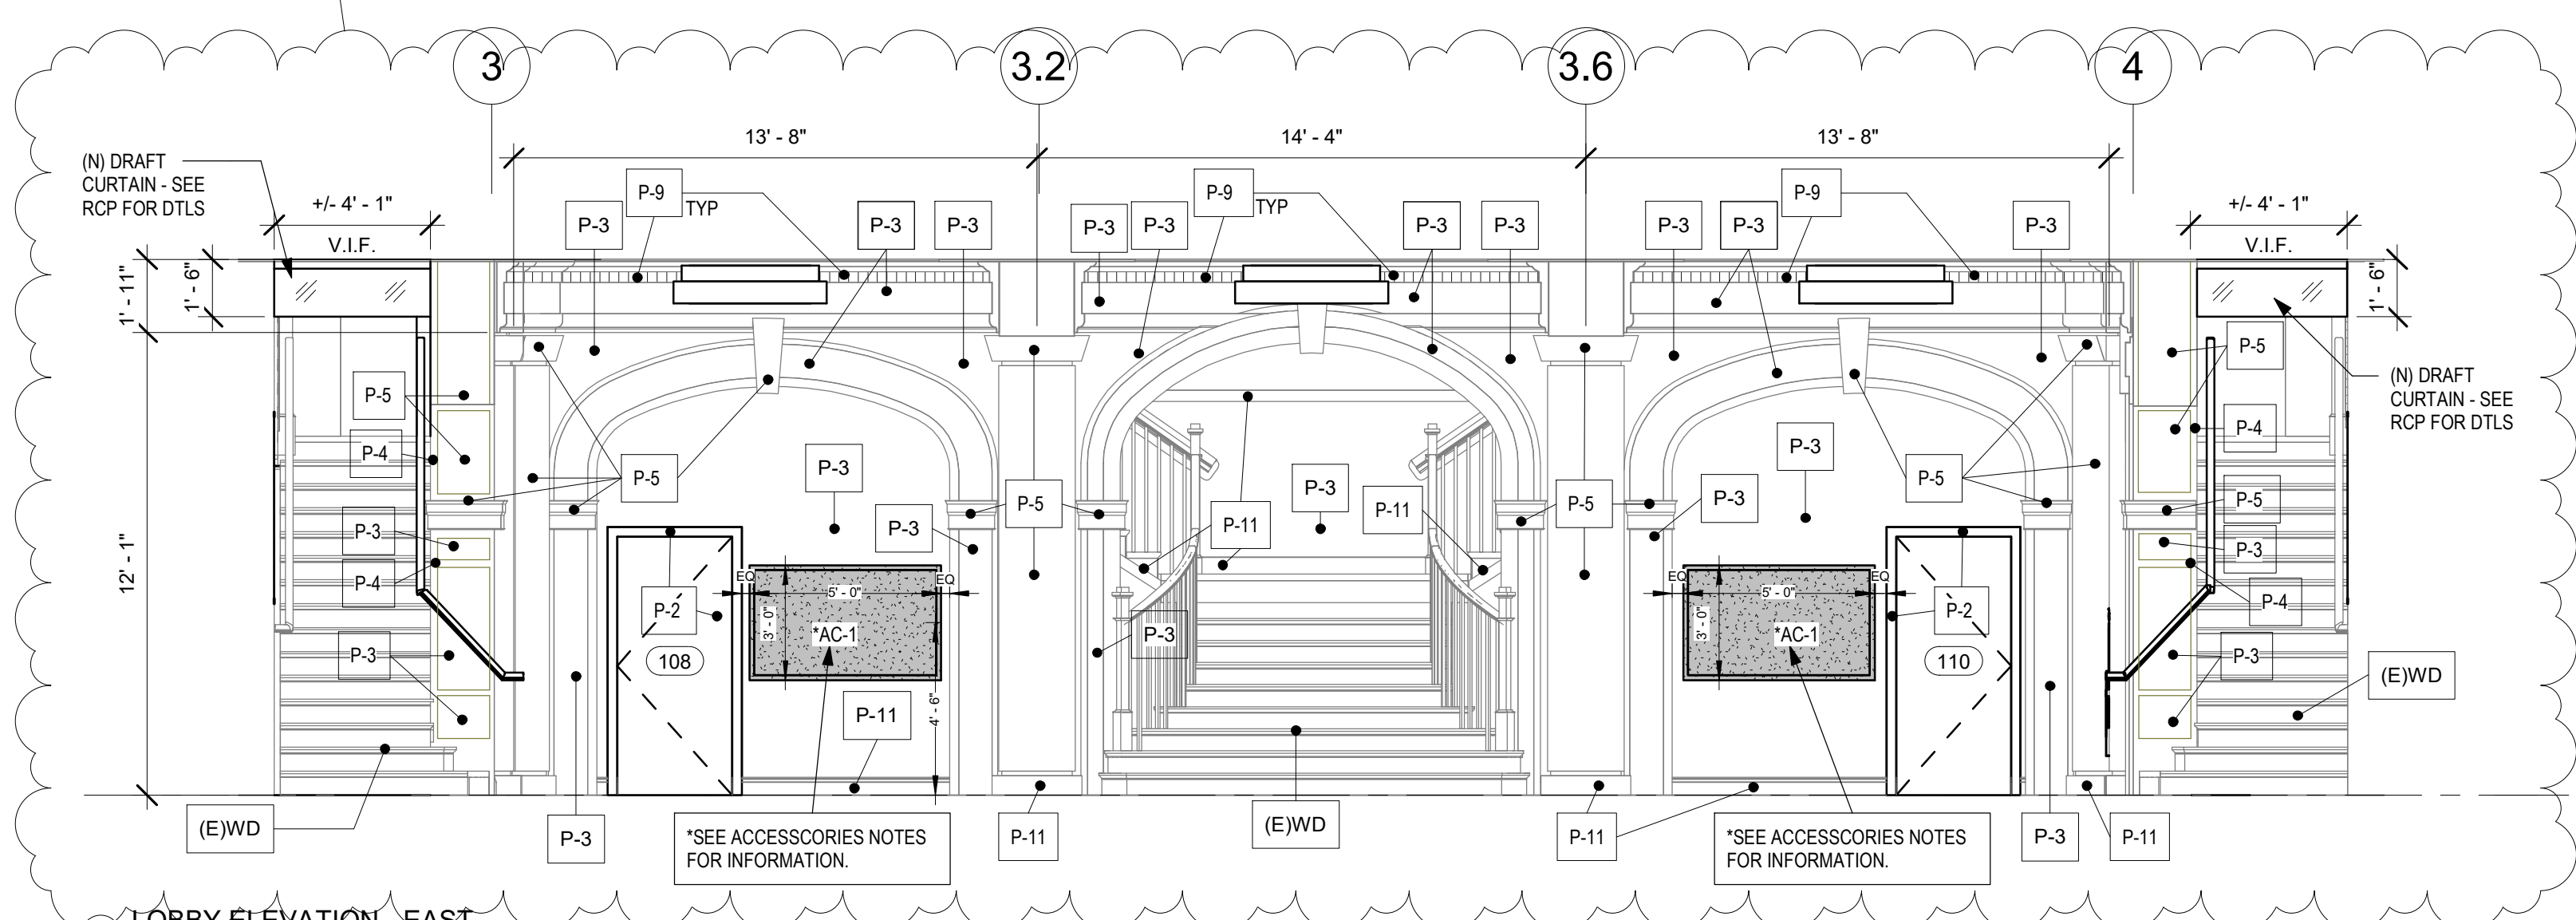 3
3.2
3.6
4
13' - 8"
14' - 4"
13' - 8"
(N) DRAFT
CURTAIN - SEE
RCP FOR DTLS
+/- 4' - 1"
V.I.F.
P-9
TYP
P-3
P-3
P-3
P-3
P-3
P-9
TYP
P-3
P-3
P-3
P-3
P-9
P-3
+/- 4' - 1"
V.I.F.
1' - 11"
1' - 6"
1' - 6"
12' - 1"
P-5
P-4
P-3
P-4
P-3
P-5
P-3
P-3
P-5
P-11
P-3
P-11
P-5
P-3
P-3
P-5
P-5
P-4
P-5
P-3
P-4
P-3
(N) DRAFT
CURTAIN - SEE
RCP FOR DTLS
P-2
108
EQ
EQ
5' - 0"
3' - 0"
*AC-1
4' - 6"
P-11
P-3
EQ
EQ
5' - 0"
3' - 0"
*AC-1
P-2
110
(E)WD
(E)WD
P-3
*SEE ACCESSCORIES NOTES
FOR INFORMATION.
P-11
(E)WD
P-11
*SEE ACCESSCORIES NOTES
FOR INFORMATION.
P-3
P-11
LOBBY ELEVATION - EAST